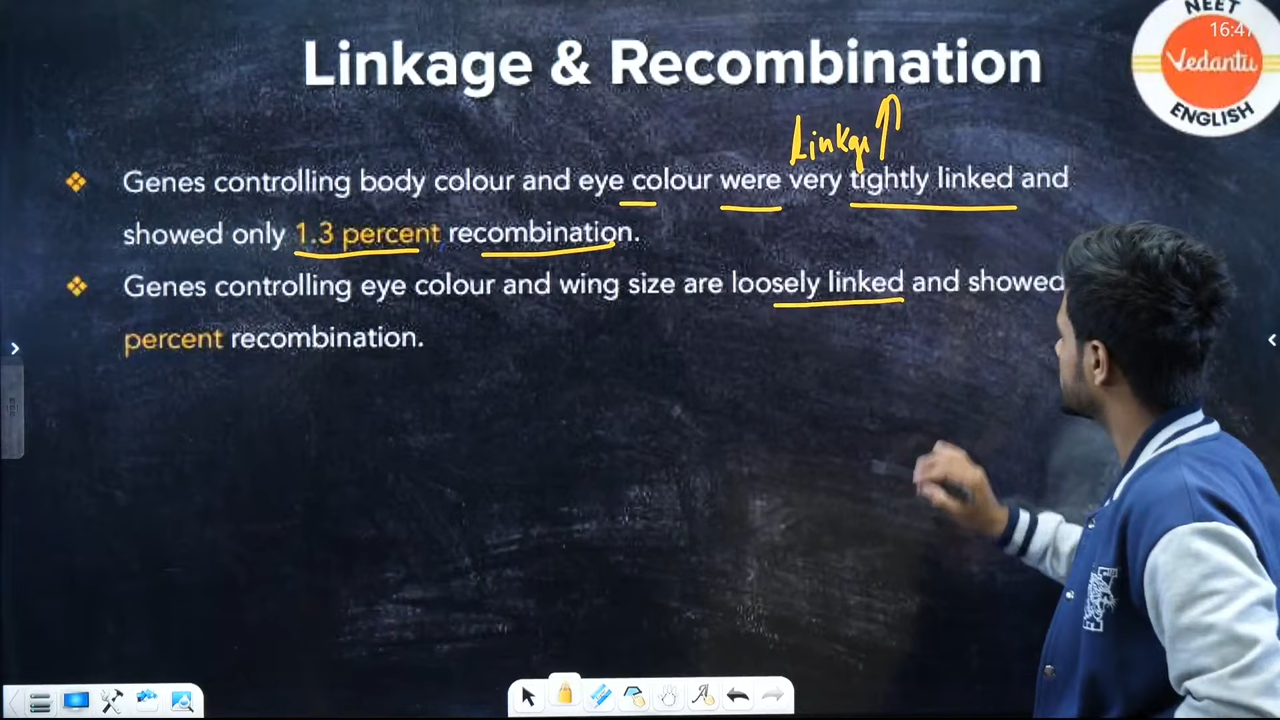 NEET
16:47
Vedantu
ENGLISH
Linkage & Recombination
Linkge
Genes controlling body colour and eye colour were very tightly linked and
showed only 1.3 percent recombination.
Genes controlling eye colour and wing size are loosely linked and showed
percent recombination.